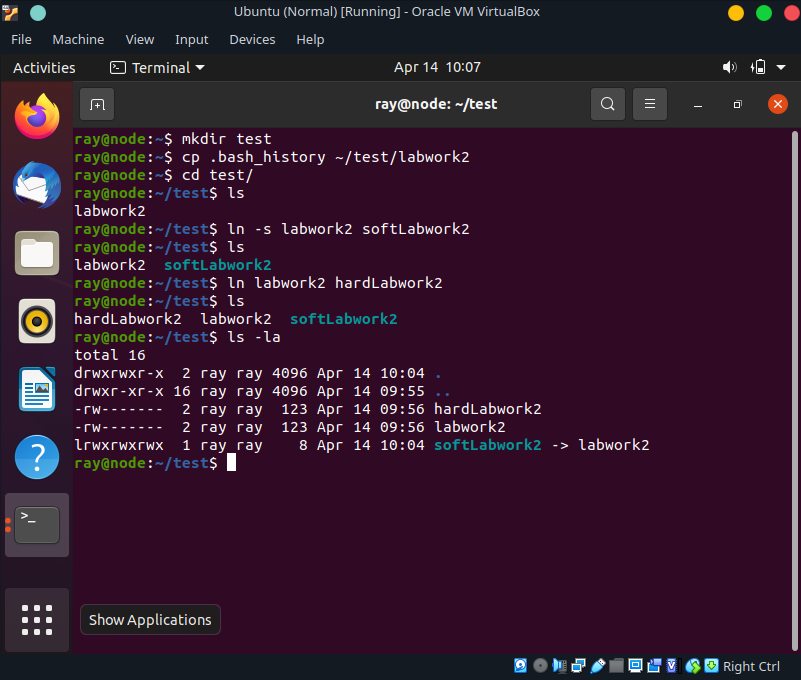 Ubuntu (Normal) [Running] - Oracle VM VirtualBox
File Machine View Input Devices Help
Activities Terminal Apr 14 10:07
ray@node: ~/test
ray@node:~$ mkdir test
ray@node:~$ cp .bash_history ~/test/labwork2
ray@node:~$ cd test/
ray@node:~/test$ ls
labwork2
ray@node:~/test$ ln -s labwork2 softLabwork2
ray@node:~/test$ ls
labwork2  softLabwork2
ray@node:~/test$ ln labwork2 hardLabwork2
ray@node:~/test$ ls
hardLabwork2  labwork2  softLabwork2
ray@node:~/test$ ls -la
total 16
drwxrwxr-x  2 ray ray 4096 Apr 14 10:04 .
drwxr-xr-x 16 ray ray 4096 Apr 14 09:55 ..
-rw-------  2 ray ray  123 Apr 14 09:56 hardLabwork2
-rw-------  2 ray ray  123 Apr 14 09:56 labwork2
lrwxrwxrwx  1 ray ray    8 Apr 14 10:04 softLabwork2 -> labwork2
ray@node:~/test$
>_
?
Show Applications
Right Ctrl